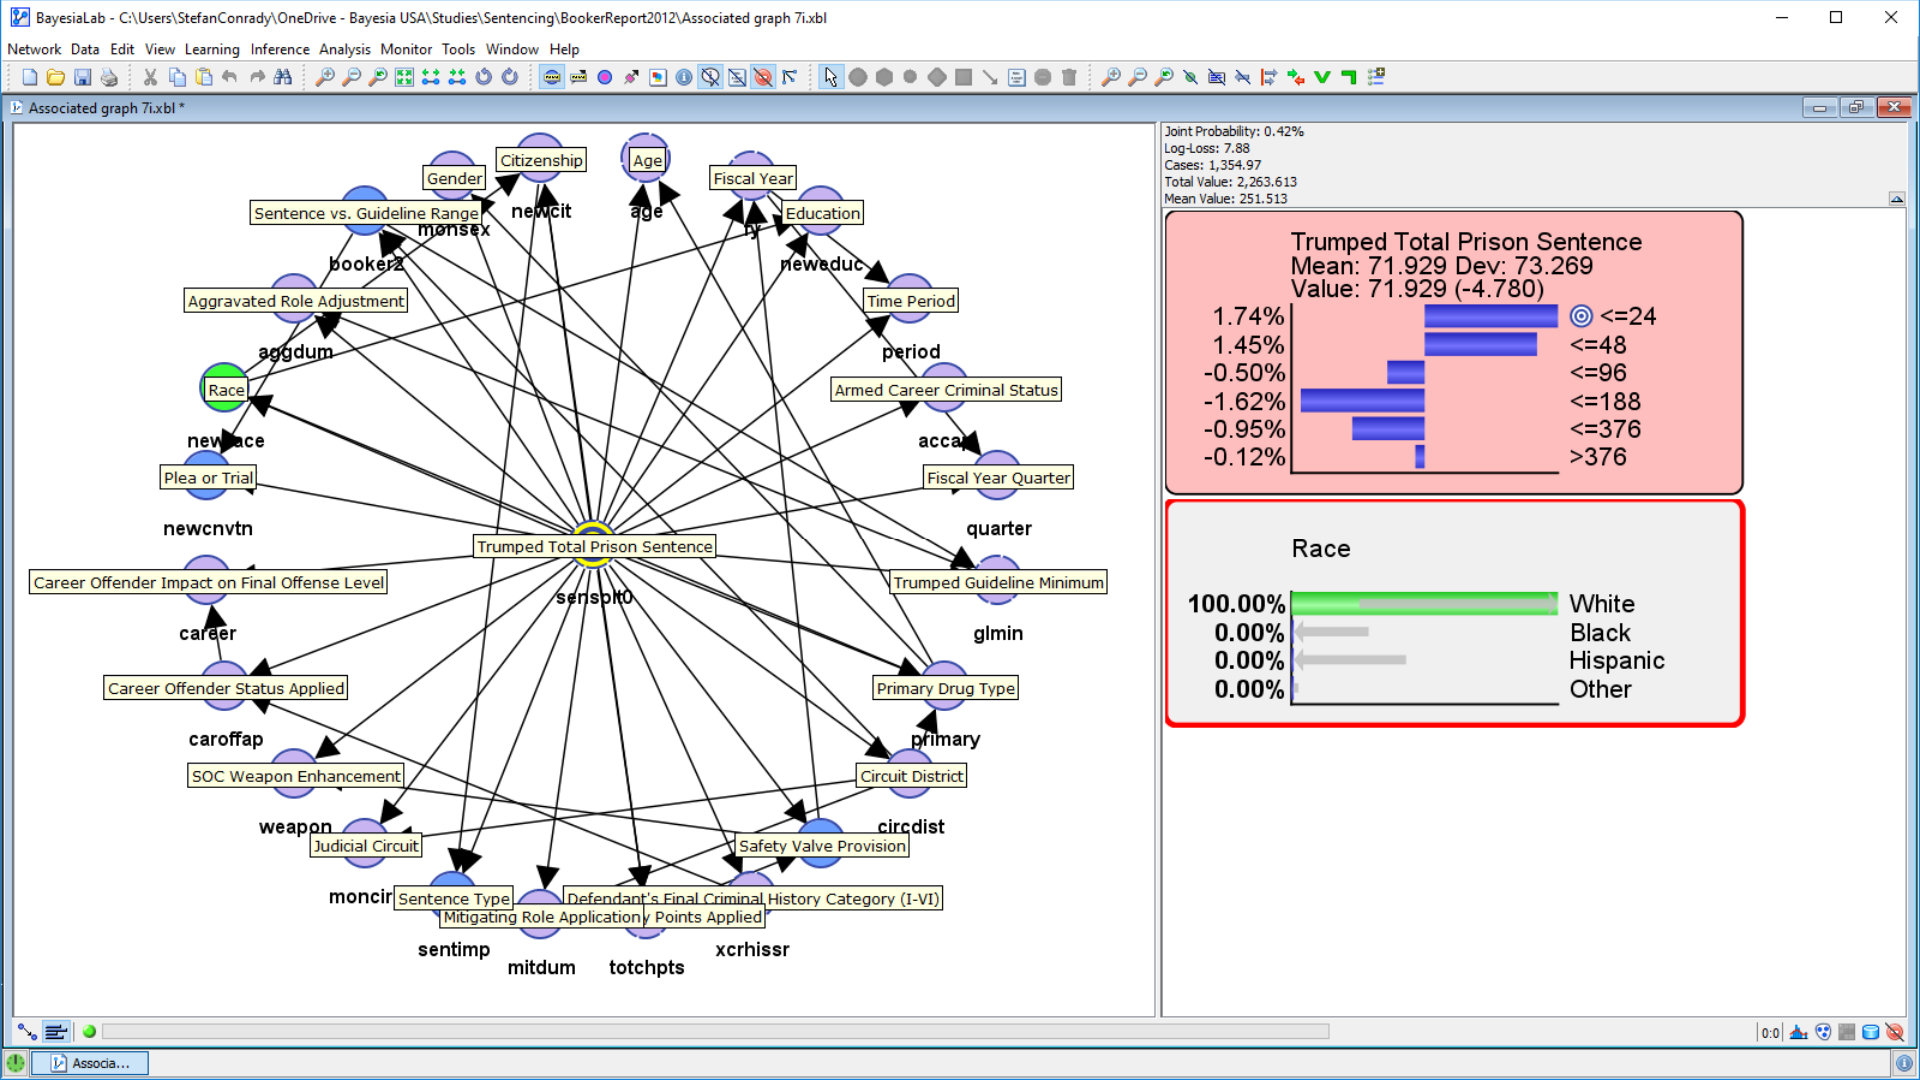 BayesiaLab - C:\Users\StefanConrady\OneDrive - Bayesia USA\Studies\Sentencing\BookerReport2012\Associated graph 7i.xbl
Network Data Edit View Learning Inference Analysis Monitor Tools Window Help
Associated graph 7i.xbl *
Citizenship
Age
Gender
Fiscal Year
Sentence vs. Guideline Range
newcit
age
Education
monsex
fy
booker2
neweduc
Aggravated Role Adjustment
Time Period
aggdum
period
Race
Armed Career Criminal Status
Plea or Trial
Fiscal Year Quarter
newcnvtn
quarter
Trumped Total Prison Sentence
Career Offender Impact on Final Offense Level
Trumped Guideline Minimum
sensplt0
career
glmin
Career Offender Status Applied
Primary Drug Type
caroffap
primary
SOC Weapon Enhancement
Circuit District
weapon
circdist
Judicial Circuit
Safety Valve Provision
moncir
Sentence Type
Defendant's Final Criminal History Category (I-VI)
Mitigating Role Application
y Points Applied
sentimp
mitdum
totchpts
xcrhissr
Joint Probability: 0.42%
Log-Loss: 7.88
Cases: 1,354.97
Total Value: 2,263.613
Mean Value: 251.513
Trumped Total Prison Sentence
Mean: 71.929 Dev: 73.269
Value: 71.929 (-4.780)
1.74% <=24
1.45% <=48
-0.50% <=96
-1.62% <=188
-0.95% <=376
-0.12% >376
Race
100.00% White
0.00% Black
0.00% Hispanic
0.00% Other
0:0
Associa...